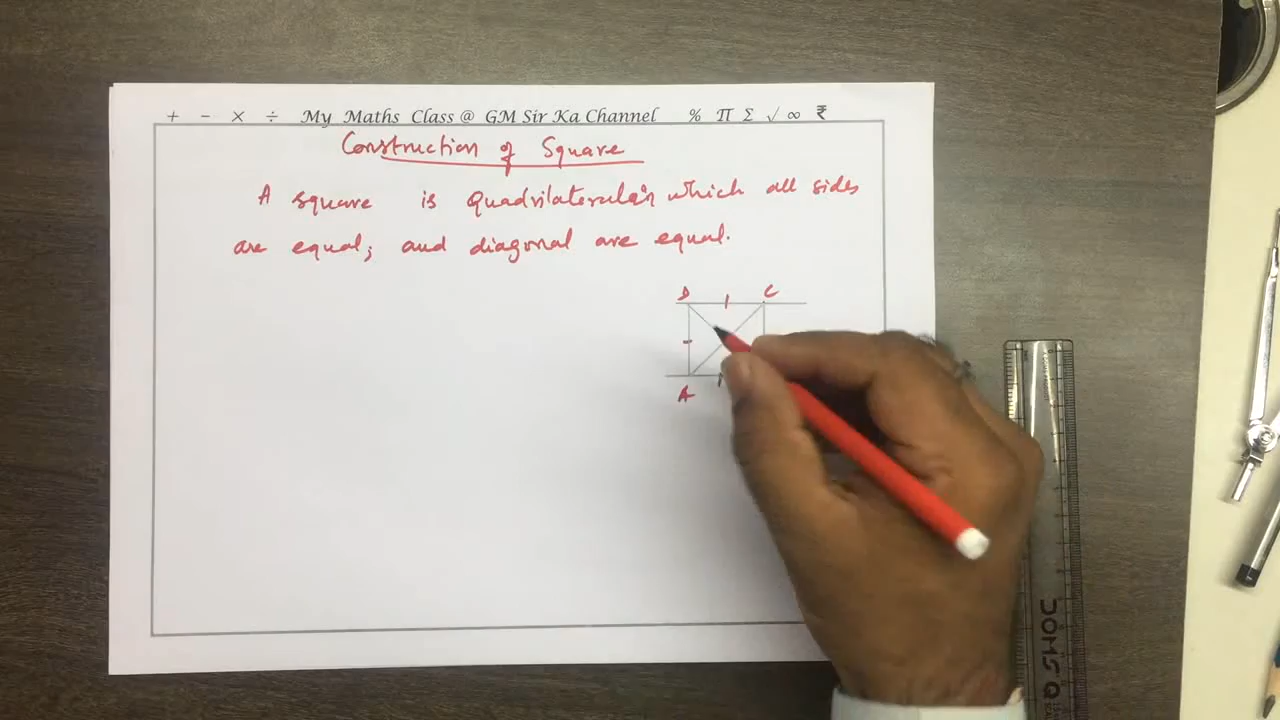 + - × ÷ My Maths Class @ GM Sir Ka Channel % Π Σ √ ∞ ₹
Construction of Square
A square is Quadrilateral in which all sides
are equal, and diagonal are equal.
D C
A
DOMS